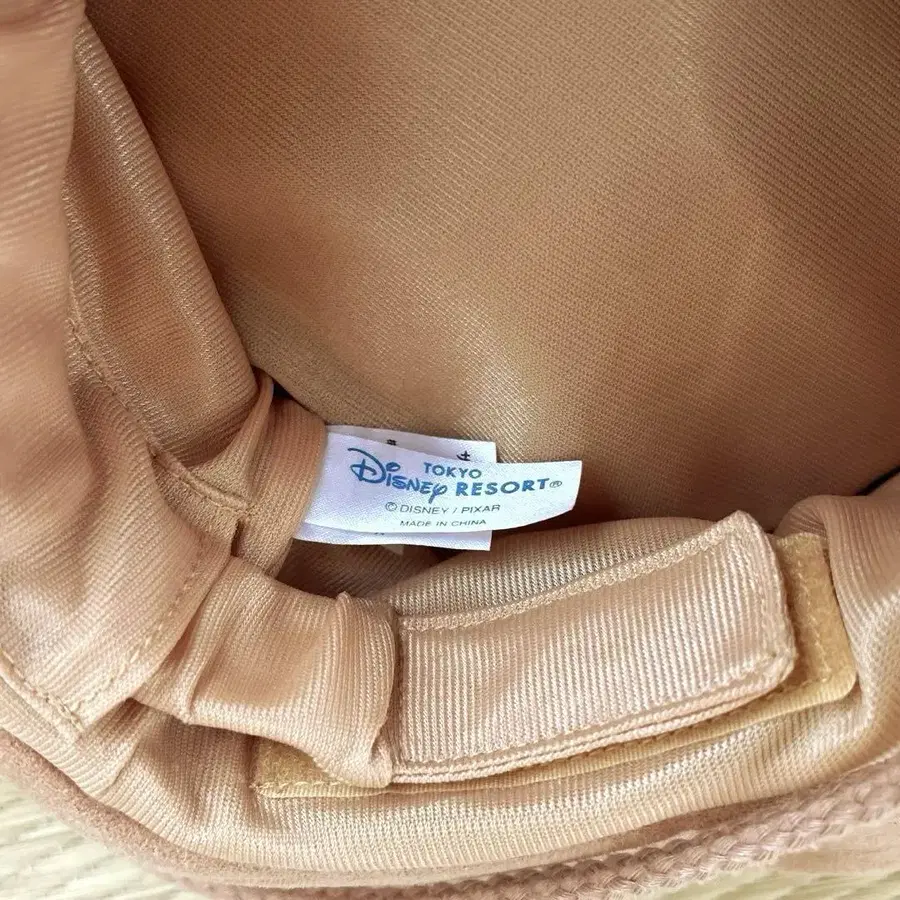 TOKYO
Disney RESORT®
© DISNEY / PIXAR
MADE IN CHINA